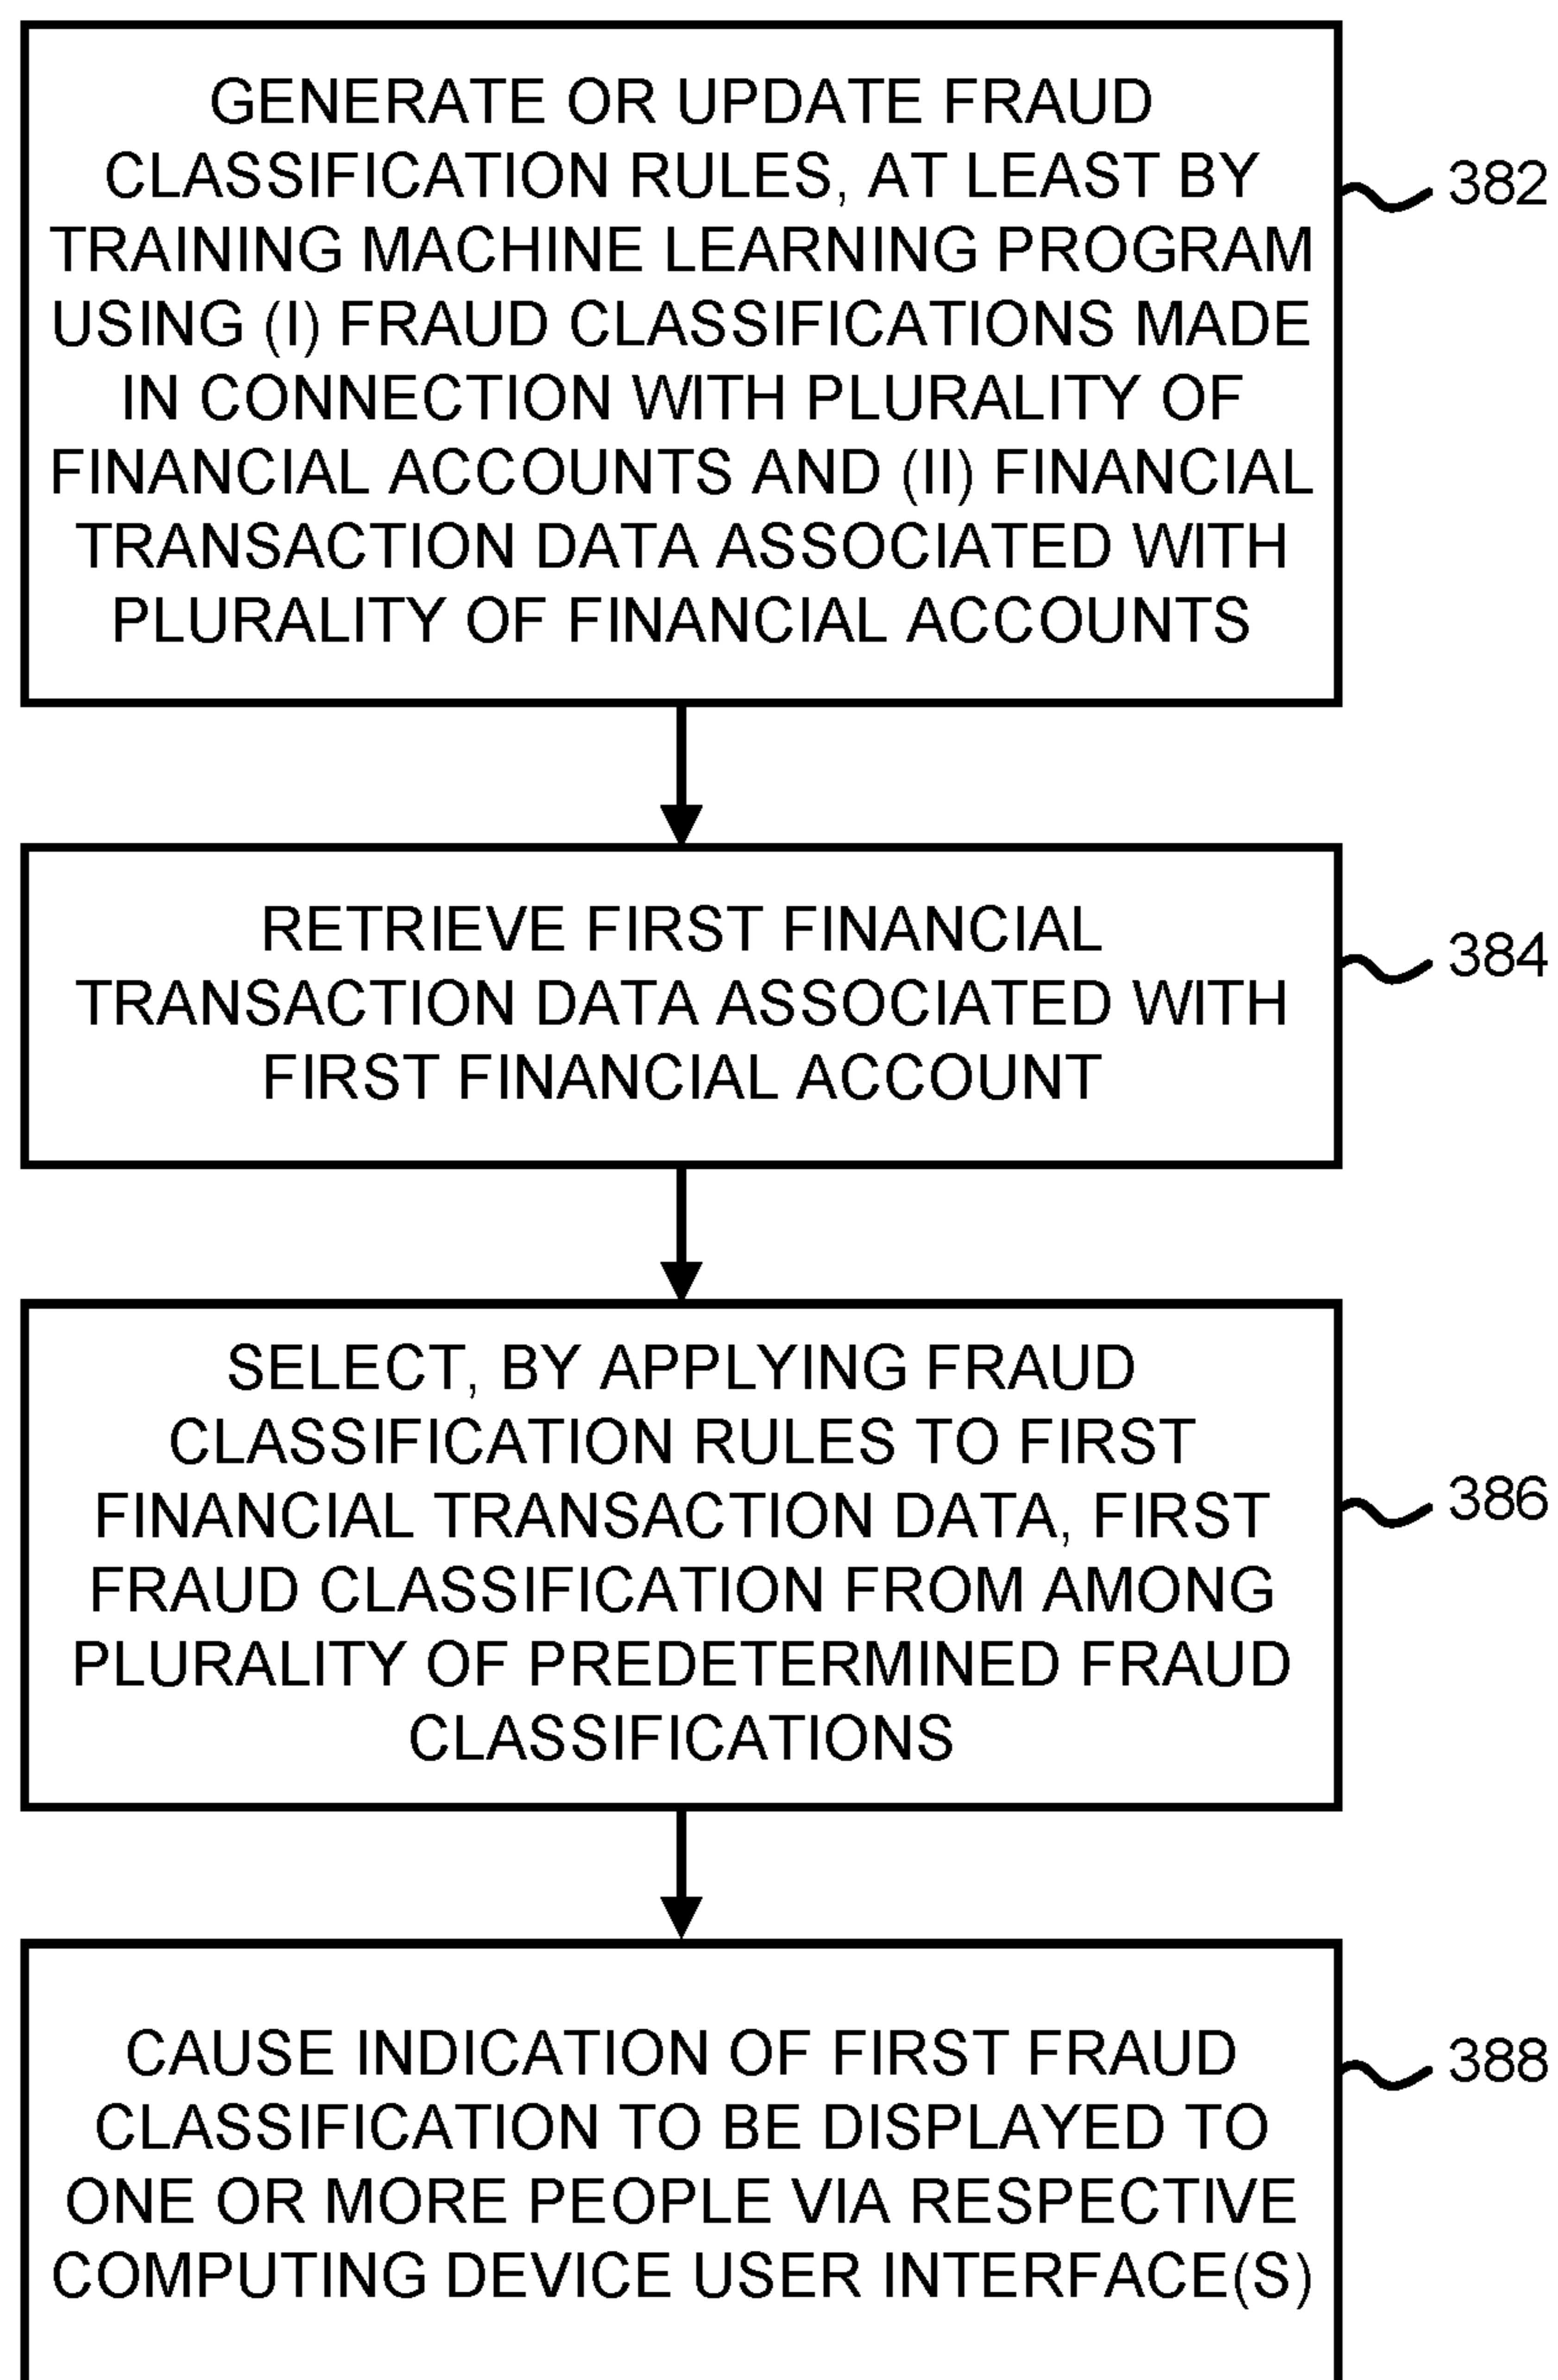 GENERATE OR UPDATE FRAUD
CLASSIFICATION RULES, AT LEAST BY
TRAINING MACHINE LEARNING PROGRAM
USING (I) FRAUD CLASSIFICATIONS MADE
IN CONNECTION WITH PLURALITY OF
FINANCIAL ACCOUNTS AND (II) FINANCIAL
TRANSACTION DATA ASSOCIATED WITH
PLURALITY OF FINANCIAL ACCOUNTS
382
RETRIEVE FIRST FINANCIAL
TRANSACTION DATA ASSOCIATED WITH
FIRST FINANCIAL ACCOUNT
384
SELECT, BY APPLYING FRAUD
CLASSIFICATION RULES TO FIRST
FINANCIAL TRANSACTION DATA, FIRST
FRAUD CLASSIFICATION FROM AMONG
PLURALITY OF PREDETERMINED FRAUD
CLASSIFICATIONS
386
CAUSE INDICATION OF FIRST FRAUD
CLASSIFICATION TO BE DISPLAYED TO
ONE OR MORE PEOPLE VIA RESPECTIVE
COMPUTING DEVICE USER INTERFACE(S)
388